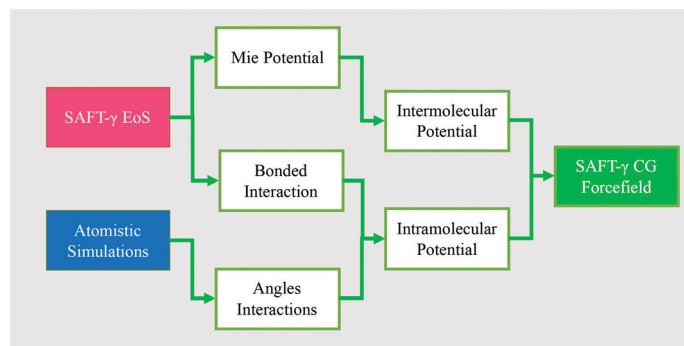 SAFT-γ EoS
Atomistic
Simulations
Mie Potential
Bonded
Interaction
Angles
Interactions
Intermolecular
Potential
Intramolecular
Potential
SAFT-γ CG
Forcefield